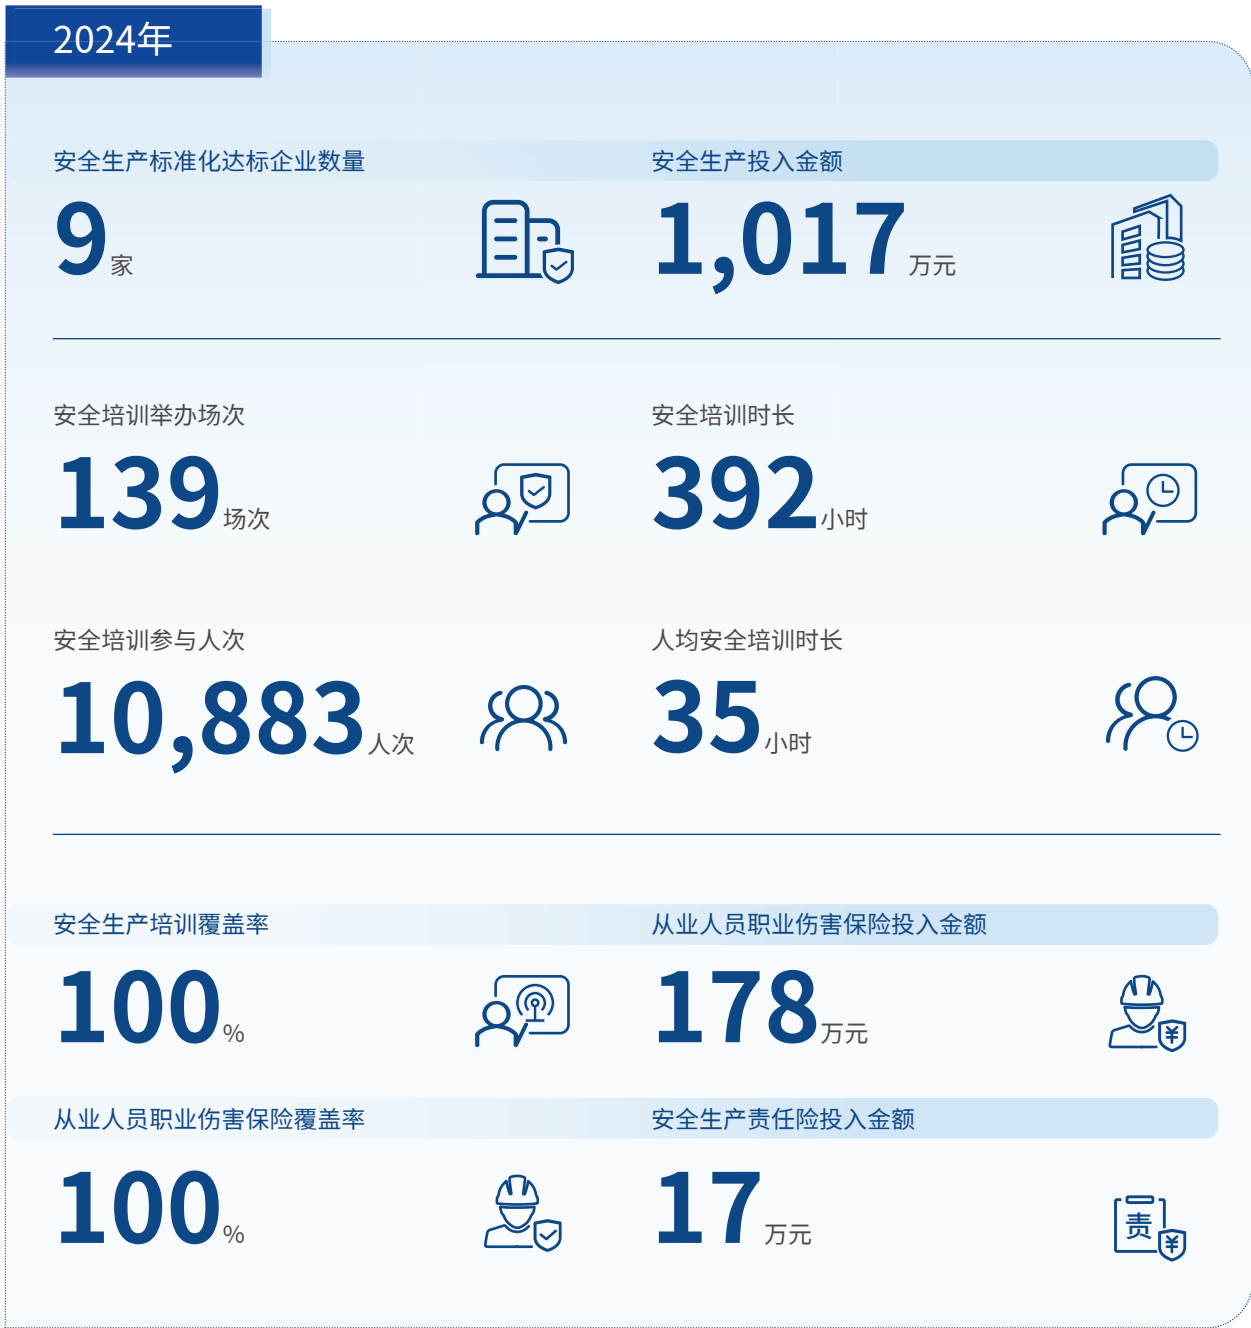 2024年
安全生产标准化达标企业数量
9家
安全生产投入金额
1,017万元
安全培训举办场次
139场次
安全培训时长
392小时
安全培训参与人次
10,883人次
人均安全培训时长
35小时
安全生产培训覆盖率
100%
从业人员职业伤害保险投入金额
178万元
¥
从业人员职业伤害保险覆盖率
100%
安全生产责任险投入金额
17万元
责
¥